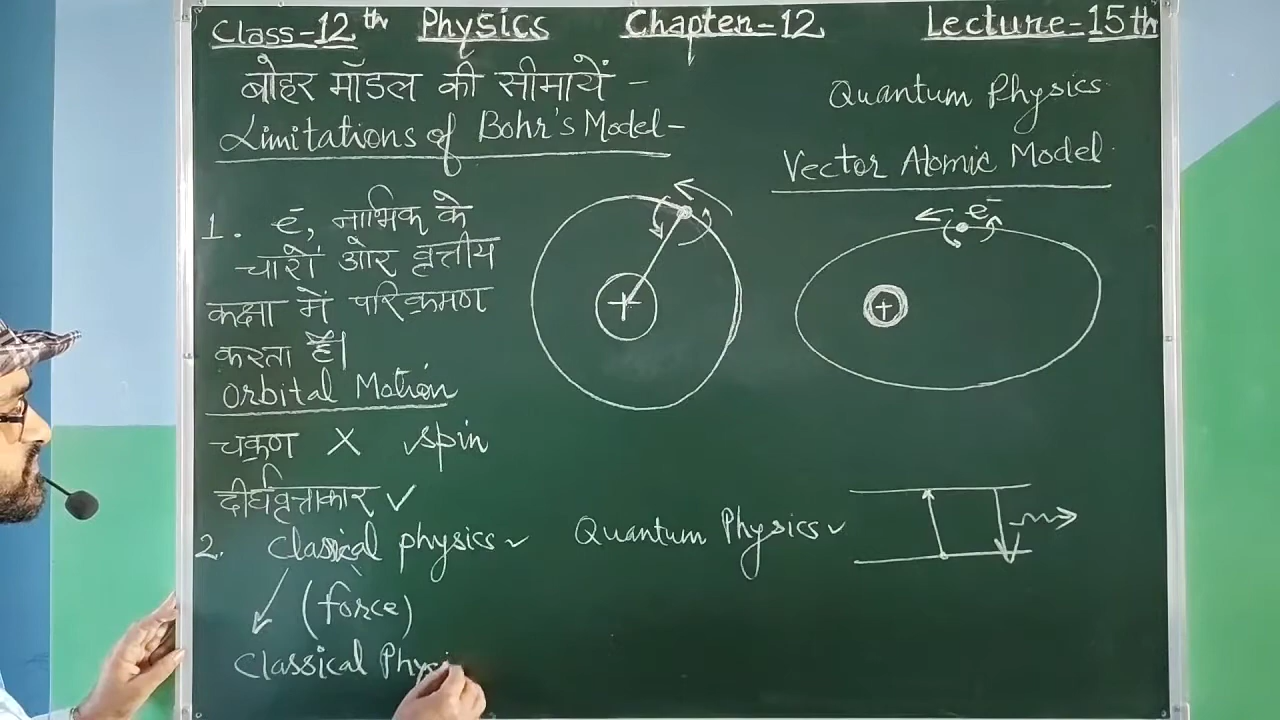 Class-12th Physics Chapter-12 Lecture-15th
बोहर मॉडल की सीमायें -
Limitations of Bohr's Model-
Quantum Physics
Vector Atomic Model
1. e-, नाभिक के
चारों ओर वृत्तीय
कक्षा में परिक्रमण
करता है।
Orbital Motion
चक्रण X spin
दीर्घवृत्ताकार ✓
2. Classical physics ✓ Quantum Physics ✓
(force)
Classical Physi
+
e-
+